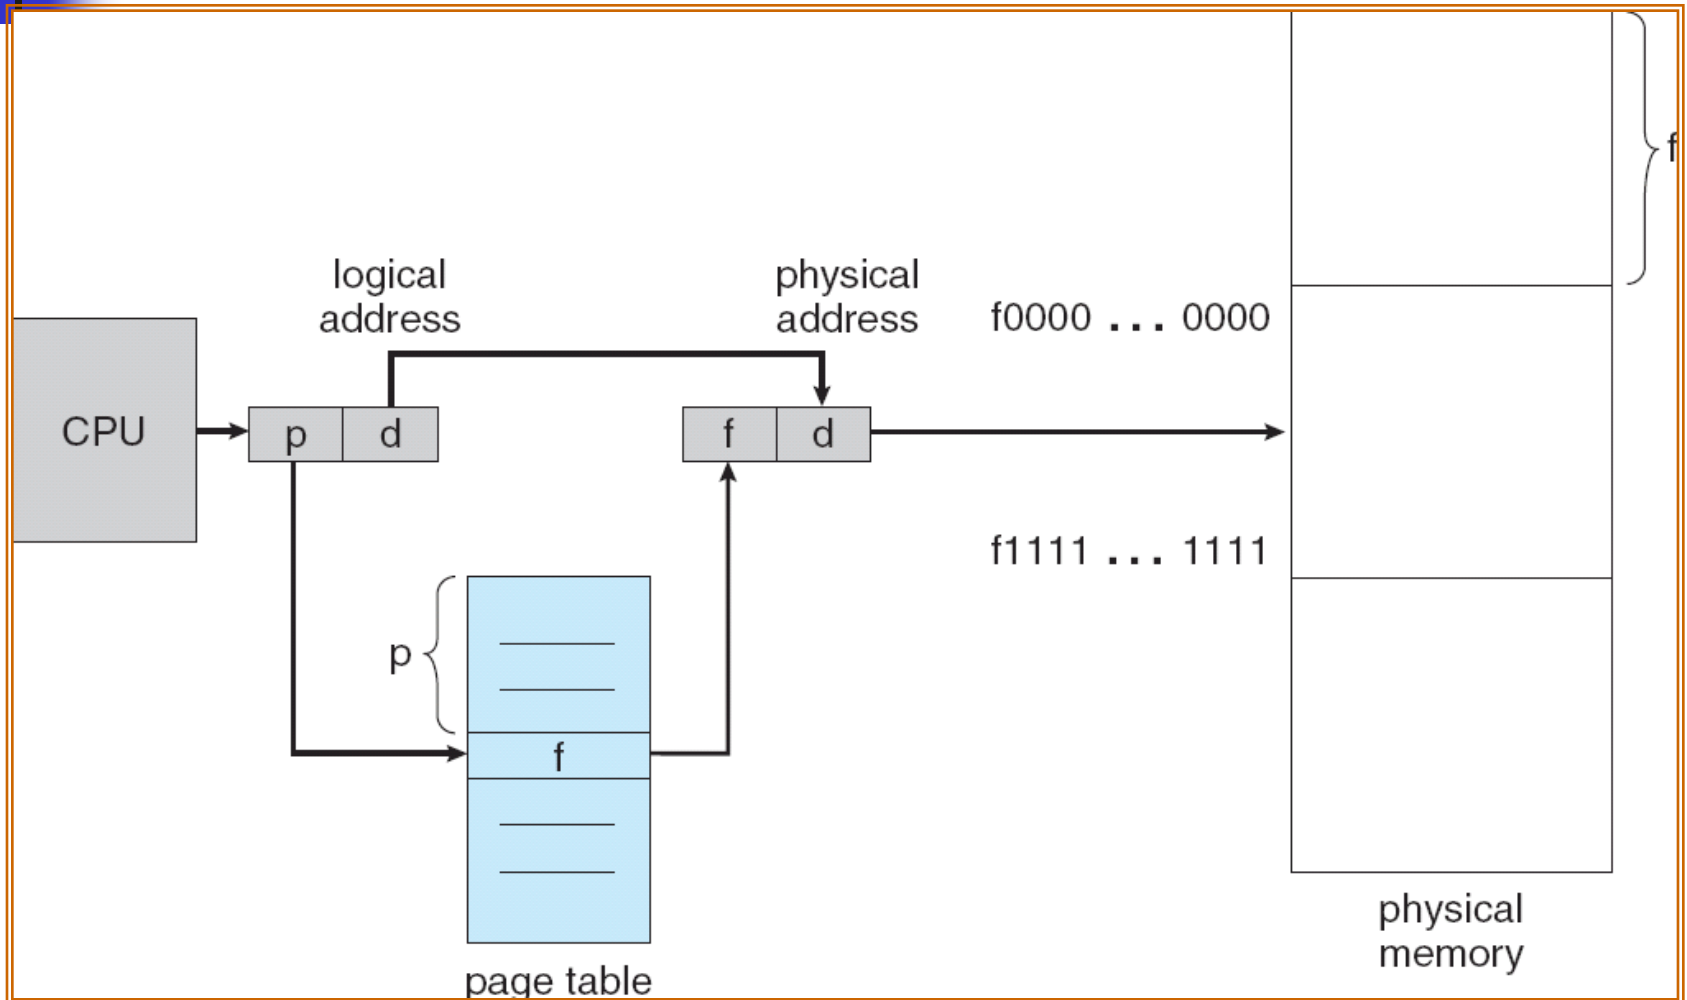 f
logical
address
physical
address
f0000 ... 0000
CPU
p
d
f
d
f1111 ... 1111
p
f
physical
memory
page table